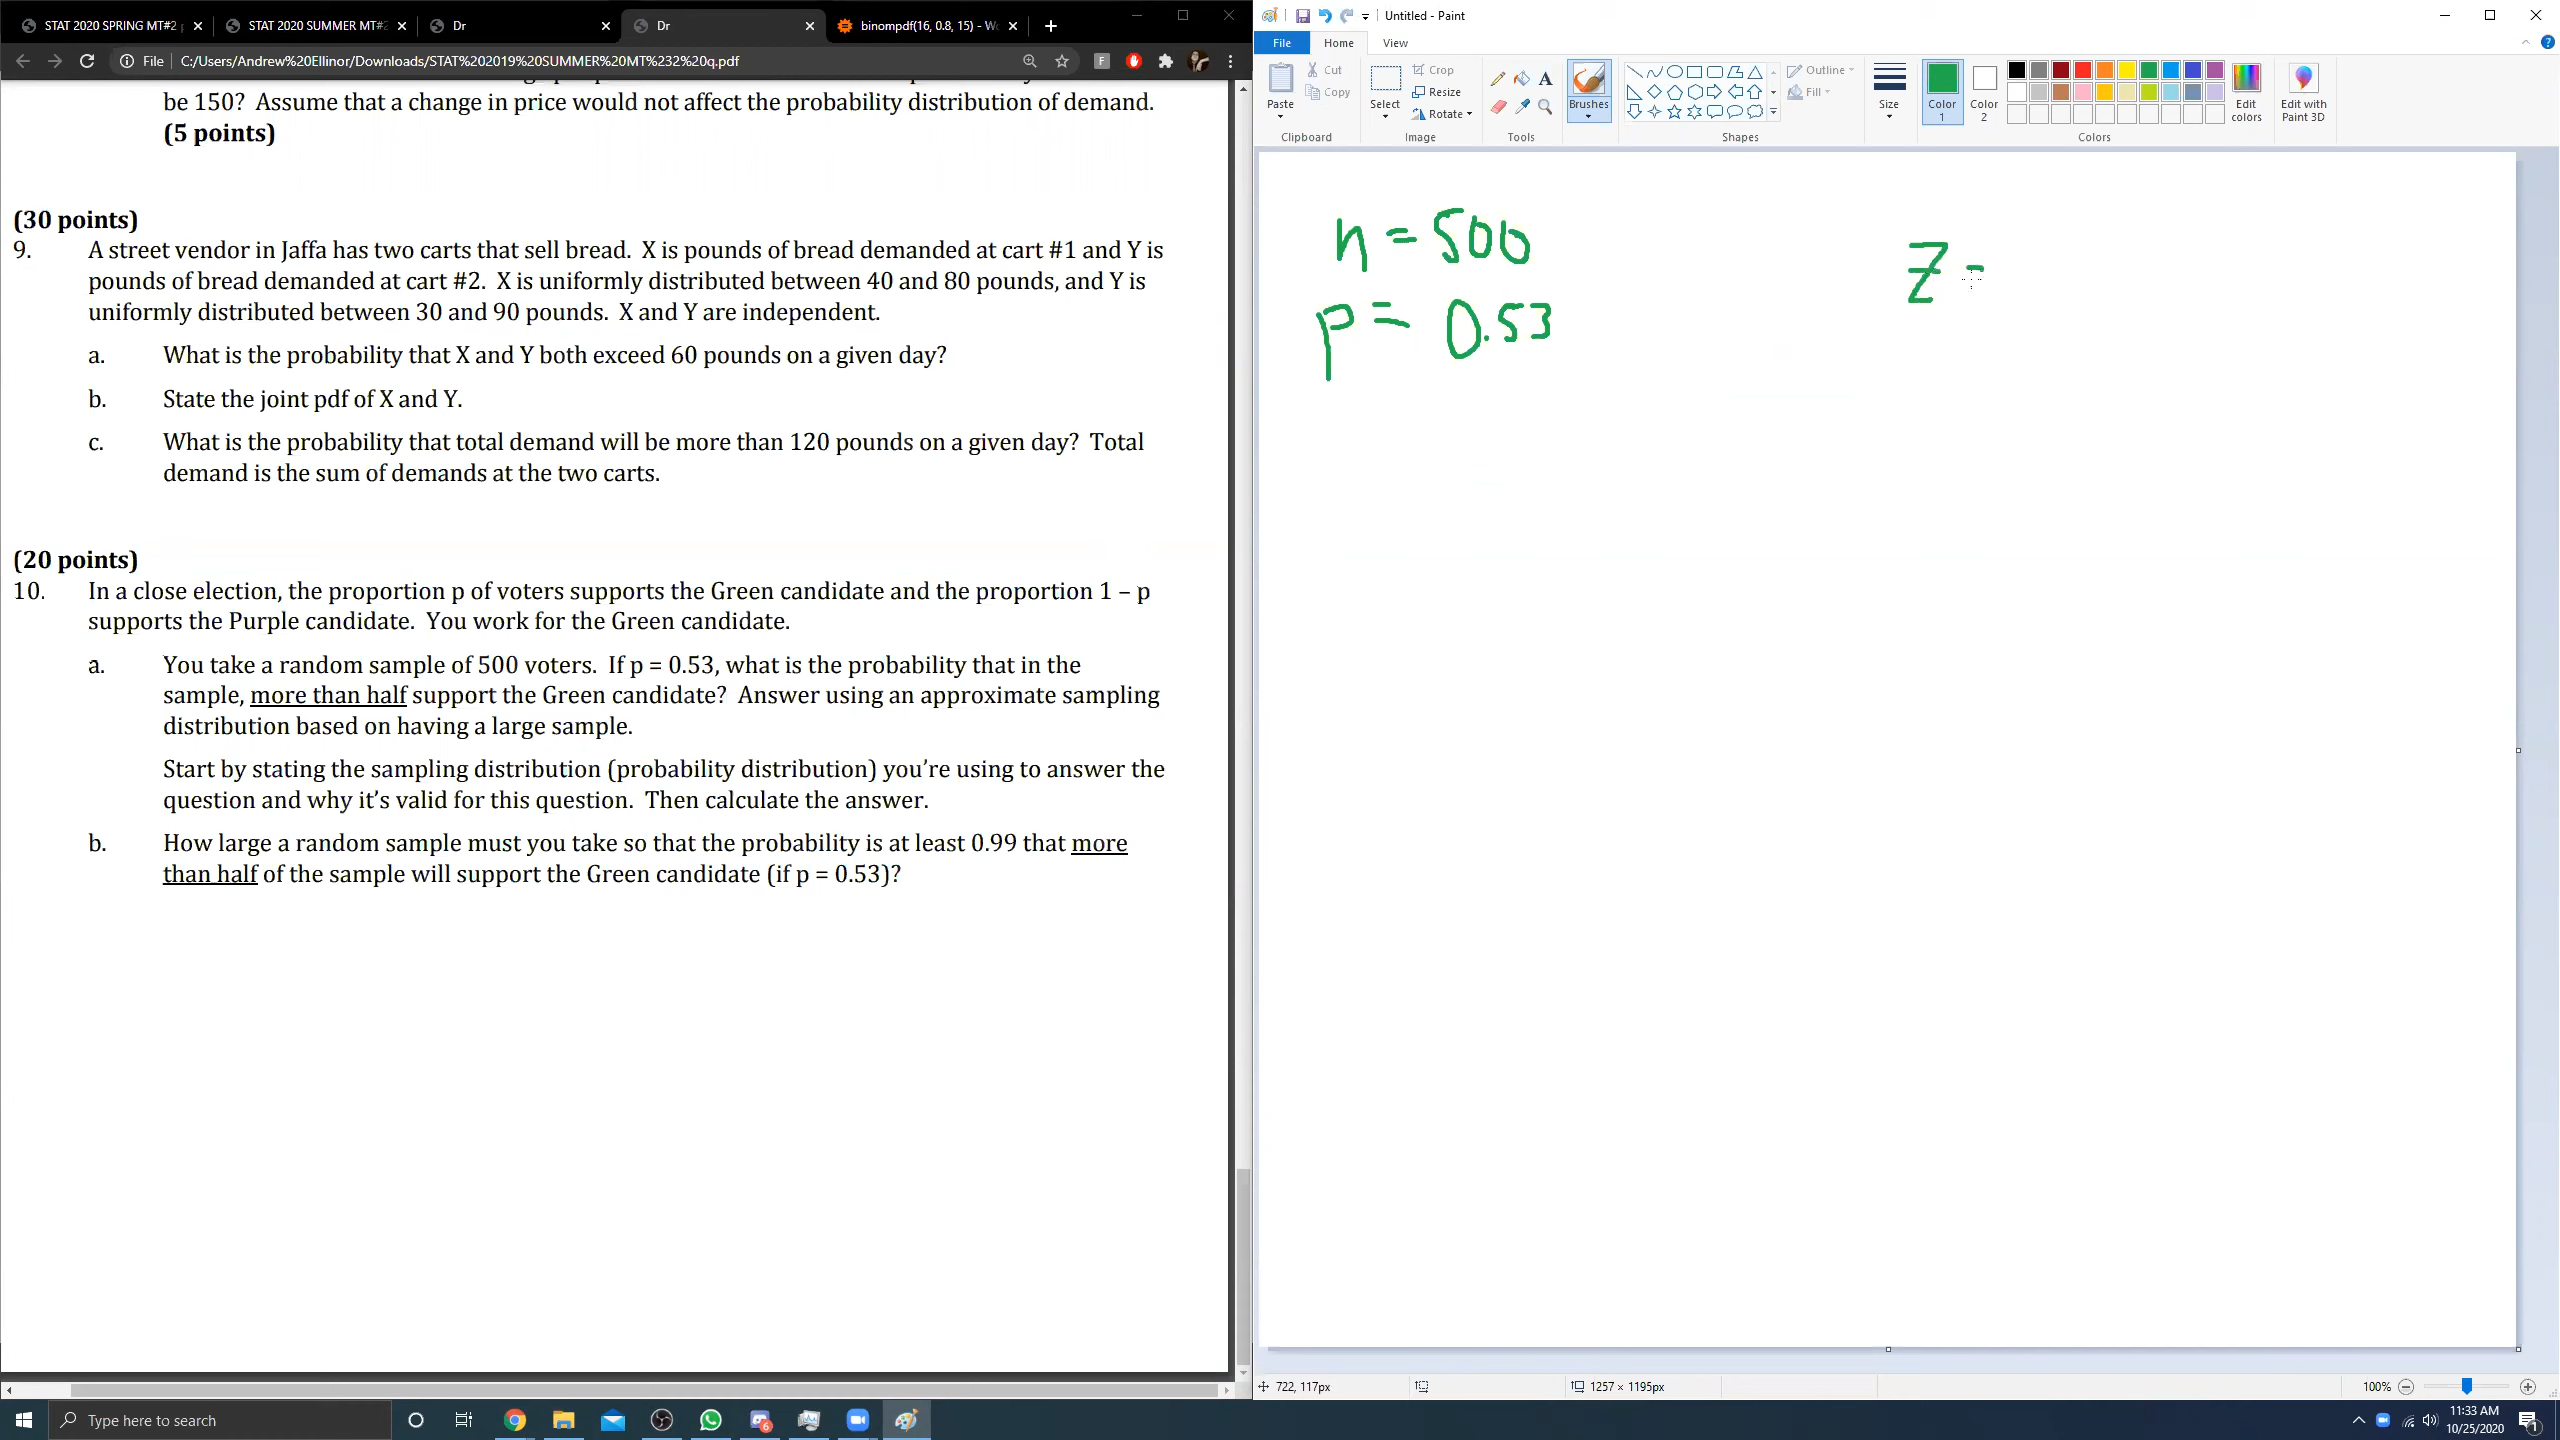 STAT 2020 SPRING MT#2
STAT 2020 SUMMER MT#2
Dr
Dr
binompdf(16, 0.8, 15) - Wo
File C:/Users/Andrew%20Ellinor/Downloads/STAT%202019%20SUMMER%20MT%232%20q.pdf
be 150? Assume that a change in price would not affect the probability distribution of demand.
(5 points)
(30 points)
9. A street vendor in Jaffa has two carts that sell bread. X is pounds of bread demanded at cart #1 and Y is
pounds of bread demanded at cart #2. X is uniformly distributed between 40 and 80 pounds, and Y is
uniformly distributed between 30 and 90 pounds. X and Y are independent.
a. What is the probability that X and Y both exceed 60 pounds on a given day?
b. State the joint pdf of X and Y.
c. What is the probability that total demand will be more than 120 pounds on a given day? Total
demand is the sum of demands at the two carts.
(20 points)
10. In a close election, the proportion p of voters supports the Green candidate and the proportion 1 – p
supports the Purple candidate. You work for the Green candidate.
a. You take a random sample of 500 voters. If p = 0.53, what is the probability that in the
sample, more than half support the Green candidate? Answer using an approximate sampling
distribution based on having a large sample.
Start by stating the sampling distribution (probability distribution) you’re using to answer the
question and why it’s valid for this question. Then calculate the answer.
b. How large a random sample must you take so that the probability is at least 0.99 that more
than half of the sample will support the Green candidate (if p = 0.53)?
Untitled - Paint
File Home View
Paste
Cut
Copy
Clipboard
Select
Crop
Resize
Rotate
Image
Tools
Brushes
Outline
Fill
Shapes
Size
Color
1
Color
2
Edit
colors
Edit with
Paint 3D
Colors
n = 500
p = 0.53
Z =
722, 117px
1257 × 1195px
100%
Type here to search
6
11:33 AM
10/25/2020
1